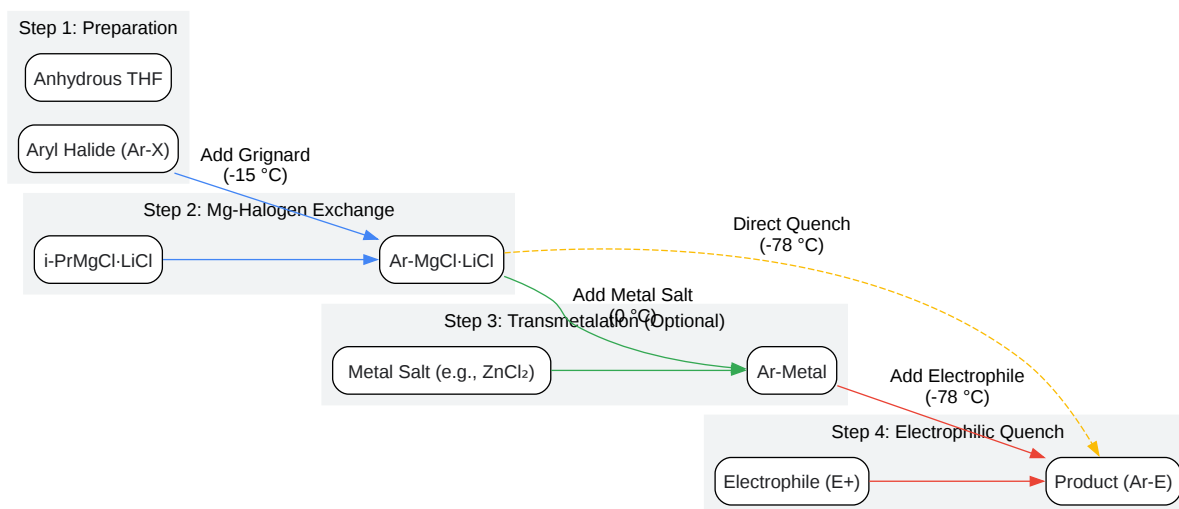 Step 1: Preparation
Anhydrous THF
Aryl Halide (Ar-X)
Add Grignard
(-15 °C)
Step 2: Mg-Halogen Exchange
i-PrMgCl·LiCl
Ar-MgCl·LiCl
Direct Quench
(-78 °C)
Add Metal Salt
(0 °C)
Step 3: Transmetalation (Optional)
Metal Salt (e.g., ZnCl₂)
Ar-Metal
Add Electrophile
(-78 °C)
Step 4: Electrophilic Quench
Electrophile (E+)
Product (Ar-E)